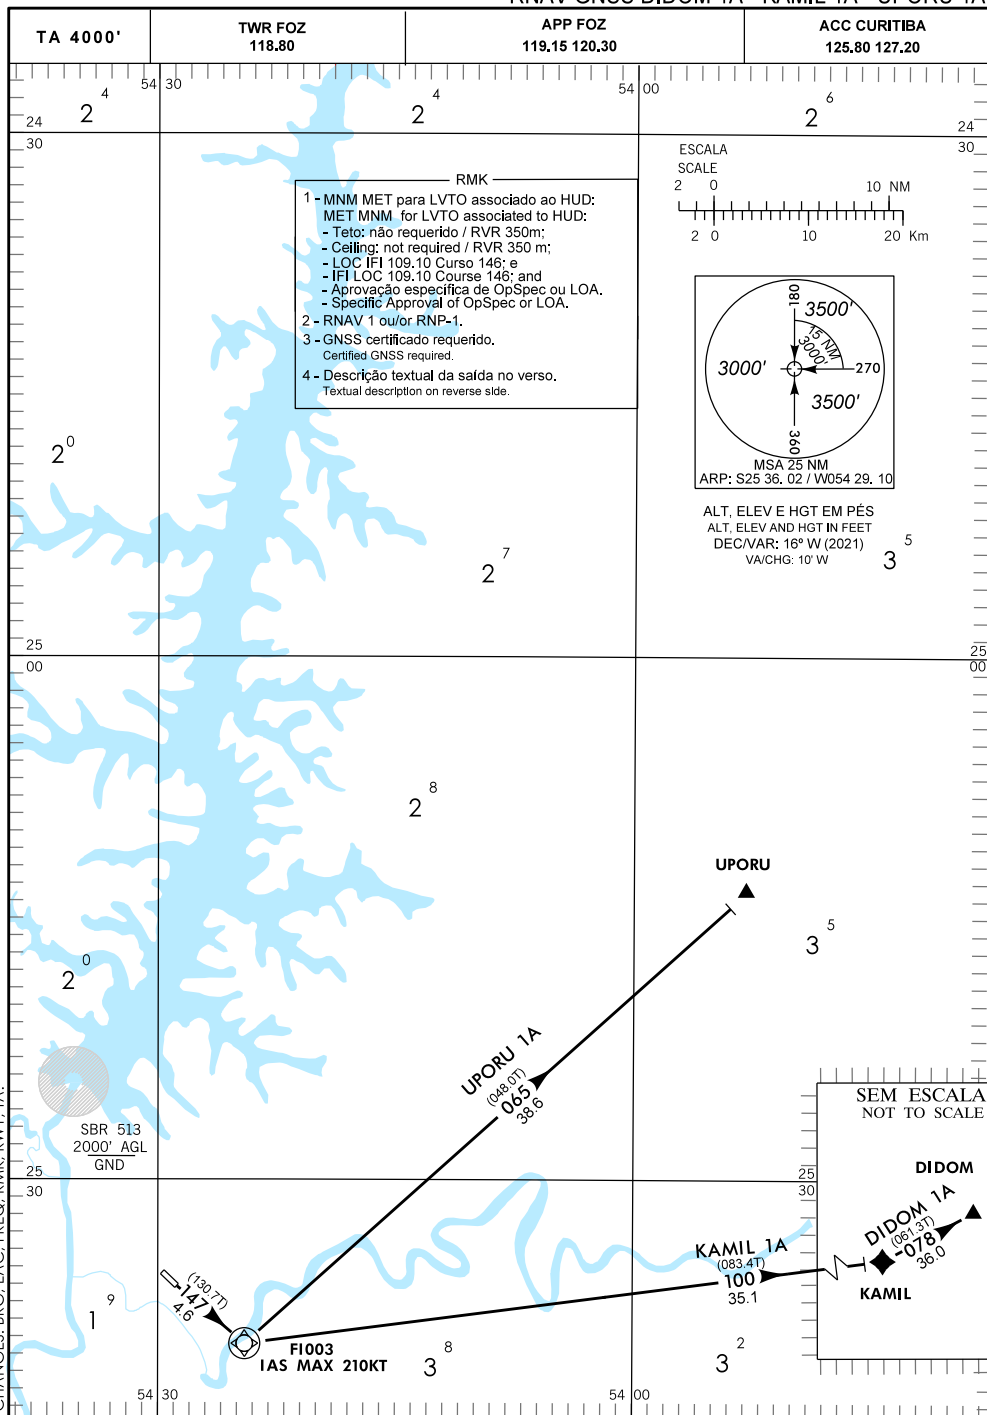 RNAV GNSS DIDOM 1A - KAMIL 1A - UPORU 1A
TA 4000'
TWR FOZ
118.80
APP FOZ
119.15 120.30
ACC CURITIBA
125.80 127.20
54 30
54 00
2 4
2 4
2 6
24
30
24
30
RMK
1 - MNM MET para LVTO associado ao HUD:
MET MNM for LVTO associated to HUD:
- Teto: não requerido / RVR 350m;
- Ceiling: not required / RVR 350 m;
- LOC IFI 109.10 Curso 146; e
- IFI LOC 109.10 Course 146; and
- Aprovação específica de OpSpec ou LOA.
- Specific Approval of OpSpec or LOA.
2 - RNAV 1 ou/or RNP-1.
3 - GNSS certificado requerido.
Certified GNSS required.
4 - Descrição textual da saída no verso.
Textual description on reverse side.
ESCALA
SCALE
2 0 10 NM
2 0 10 20 Km
180
3500'
15 NM
3000'
3000'
270
3500'
360
MSA 25 NM
ARP: S25 36. 02 / W054 29. 10
ALT, ELEV E HGT EM PÉS
ALT, ELEV AND HGT IN FEET
DEC/VAR: 16º W (2021)
VA/CHG: 10' W
2 0
2 7
3 5
25
00
25
00
2 8
UPORU
3 5
2 0
UPORU 1A
(048.0T)
065
38.6
SBR 513
2000' AGL
GND
25
30
25
30
SEM ESCALA
NOT TO SCALE
DIDOM
DIDOM 1A
(061.3T)
-078
36.0
KAMIL
KAMIL 1A
(083.4T)
100
35.1
(130.7T)
147
4.6
1 9
FI003
IAS MAX 210KT
3 8
3 2
54 30
54 00